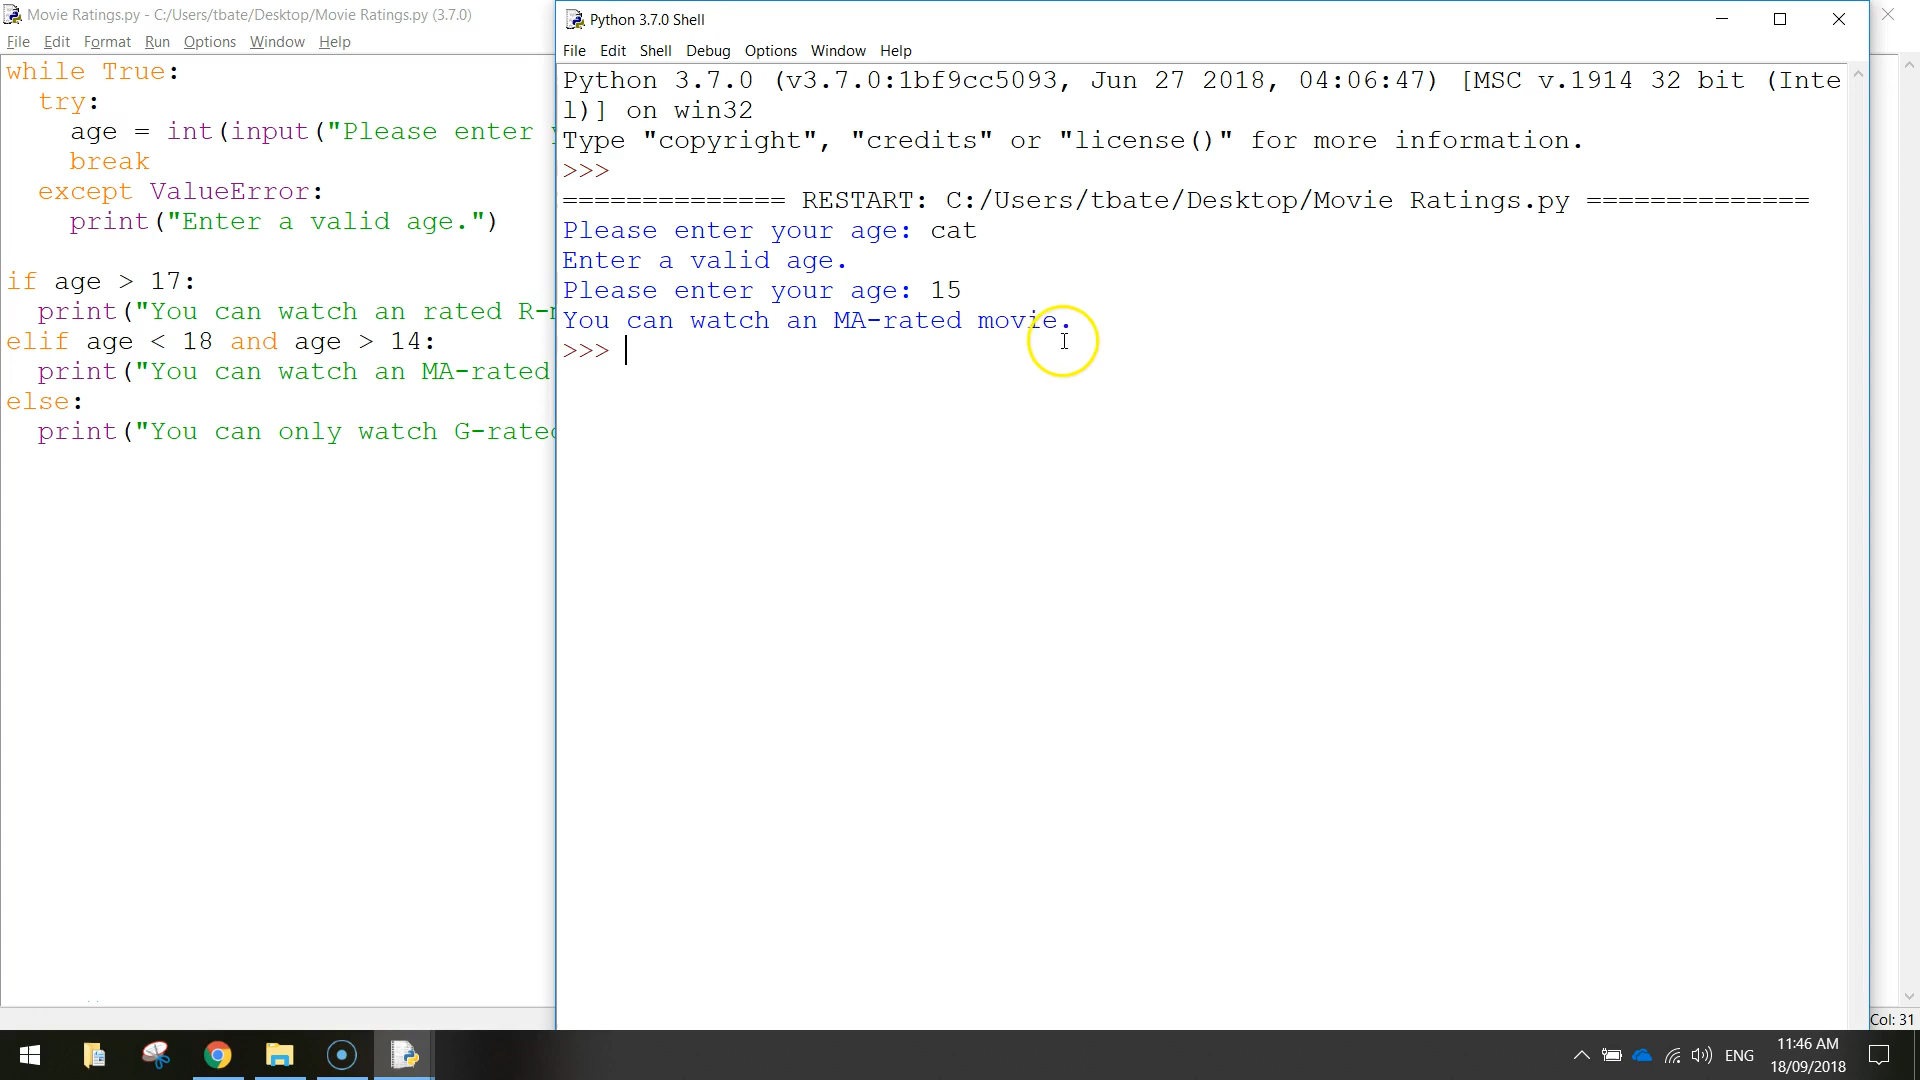 Movie Ratings.py - C:/Users/tbate/Desktop/Movie Ratings.py (3.7.0)
File Edit Format Run Options Window Help
while True:
  try:
    age = int(input("Please enter
    break
  except ValueError:
    print("Enter a valid age.")
if age > 17:
  print("You can watch an rated R-
elif age < 18 and age > 14:
  print("You can watch an MA-rated
else:
  print("You can only watch G-rated
Python 3.7.0 Shell
File Edit Shell Debug Options Window Help
Python 3.7.0 (v3.7.0:1bf9cc5093, Jun 27 2018, 04:06:47) [MSC v.1914 32 bit (Inte
l)] on win32
Type "copyright", "credits" or "license()" for more information.
>>>
============== RESTART: C:/Users/tbate/Desktop/Movie Ratings.py ==============
Please enter your age: cat
Enter a valid age.
Please enter your age: 15
You can watch an MA-rated movie.
>>>
Col: 31
ENG
11:46 AM
18/09/2018